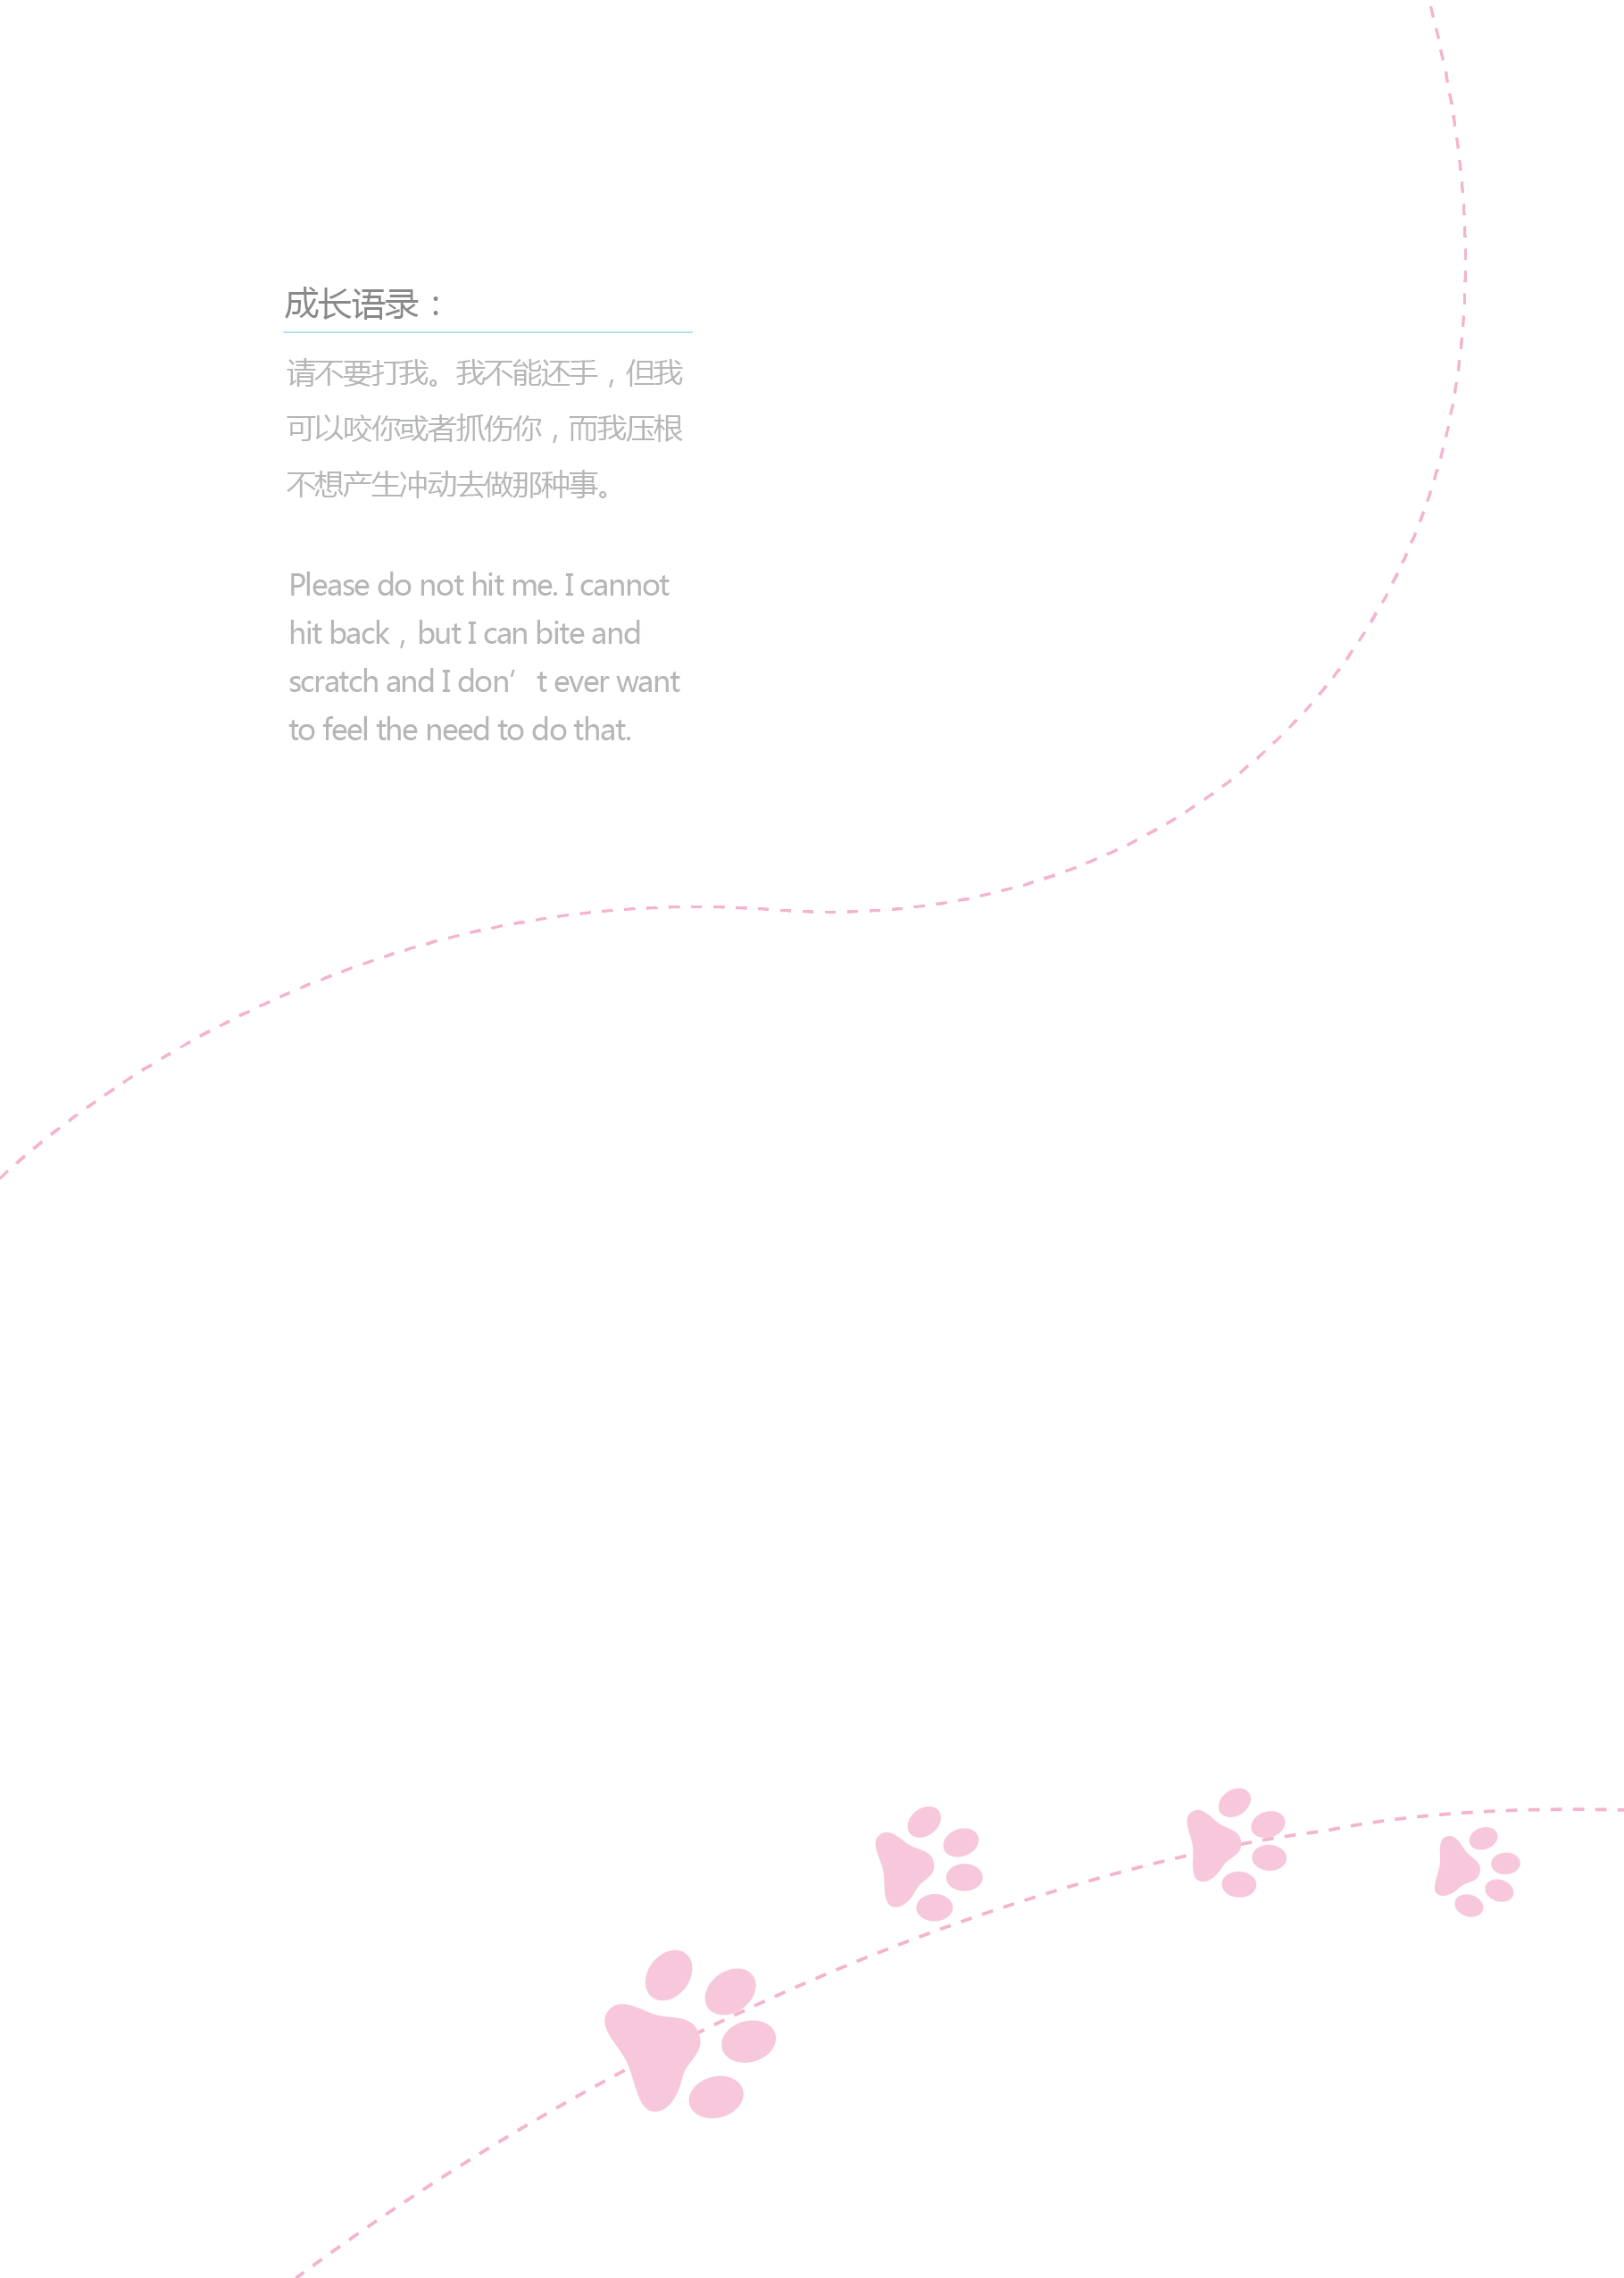 成长语录：
请不要打我。我不能还手，但我
可以咬你或者抓伤你，而我压根
不想产生冲动去做那种事。
Please do not hit me. I cannot
hit back，but I can bite and
scratch and I don’ t ever want
to feel the need to do that.